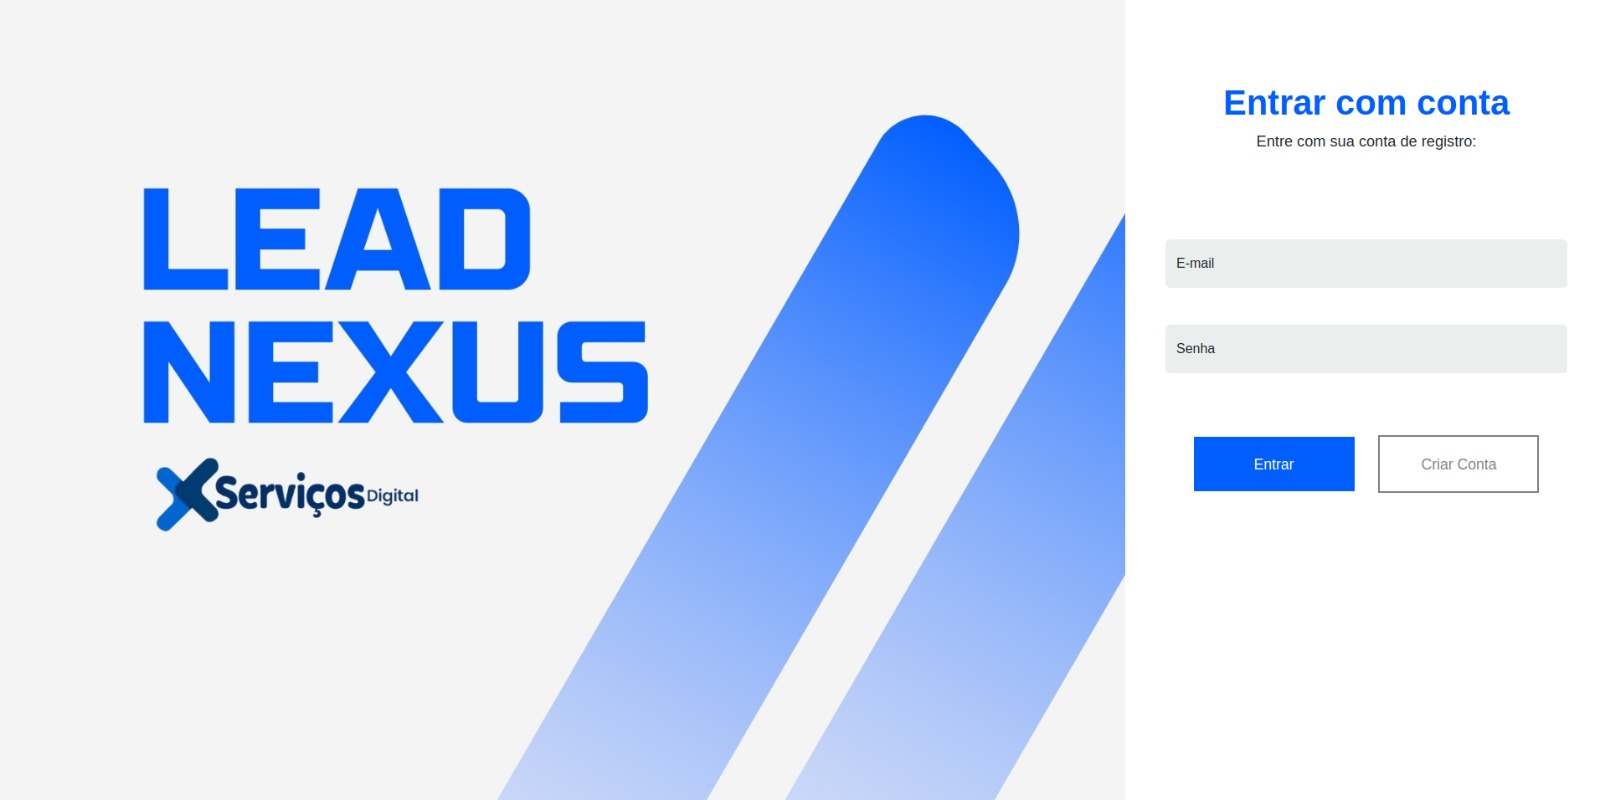 LEAD
NEXUS
Serviços Digital
Entrar com conta
Entre com sua conta de registro:
E-mail
Senha
Entrar
Criar Conta